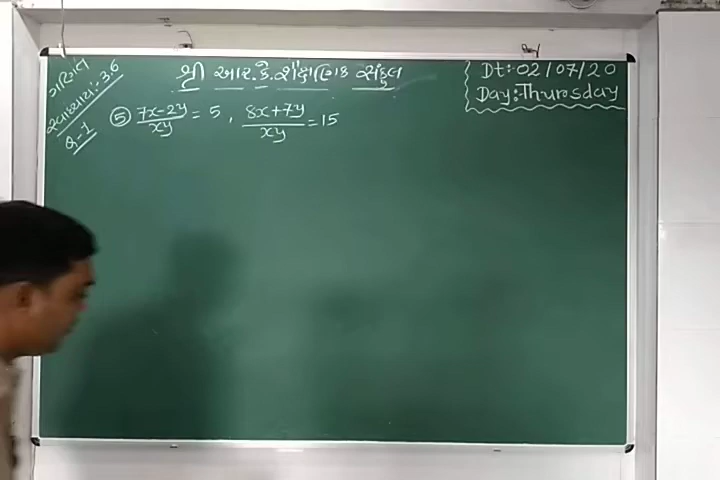 ગણિત
સ્વાધ્યાય:- 3.6
Q-1
શ્રી આર.કે. શૈક્ષણિક સંકુલ
Dt:- 02/07/20
Day: Thursday
⑤ 7x-2y/xy = 5 , 8x+7y/xy = 15